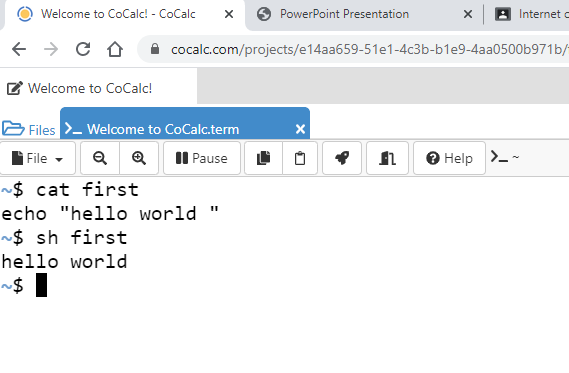 Welcome to CoCalc! - CoCalc
PowerPoint Presentation
Internet c
cocalc.com/projects/e14aa659-51e1-4c3b-b1e9-4aa0500b971b/
Welcome to CoCalc!
Files
Welcome to CoCalc.term
File
Pause
Help
~
~$ cat first
echo "hello world "
~$ sh first
hello world
~$